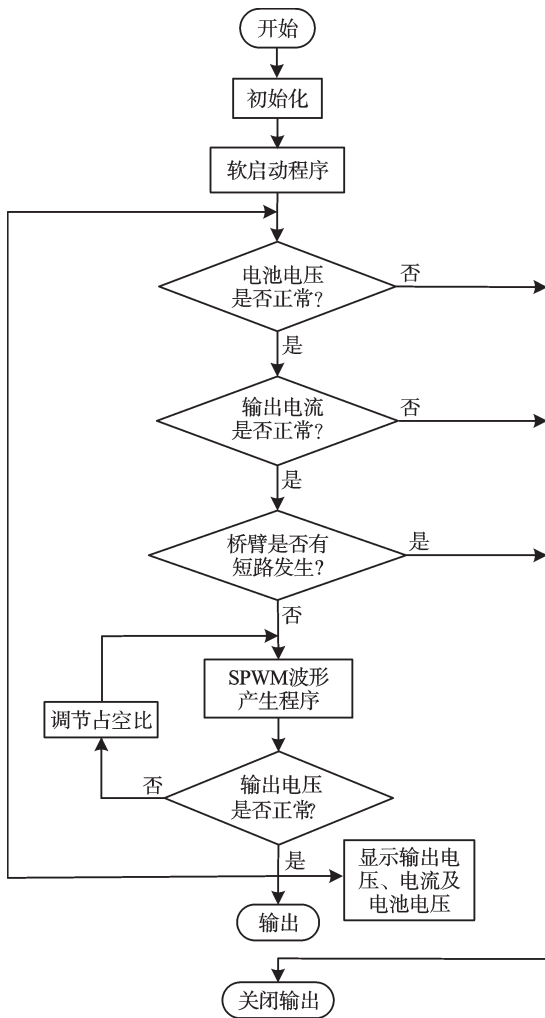 开始
初始化
软启动程序
电池电压
是否正常?
否
是
输出电流
是否正常?
否
是
桥臂是否有
短路发生?
是
否
SPWM波形
产生程序
调节占空比
否
输出电压
是否正常?
是
显示输出电
压、电流及
电池电压
输出
关闭输出